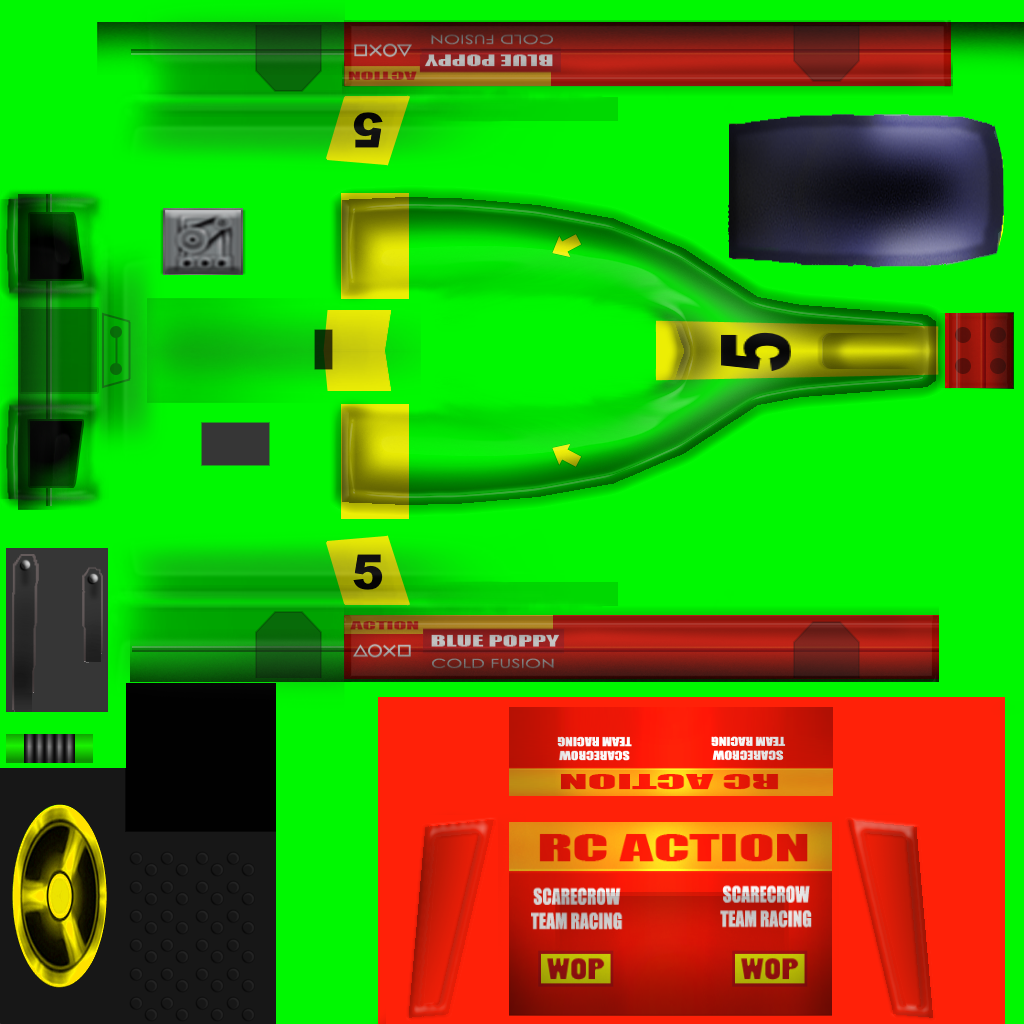 COLD FUSION
BLUE POPPY
ACTION
5
5
5
ACTION
BLUE POPPY
COLD FUSION
TEAM RACING
SCARECROW
TEAM RACING
SCARECROW
RC ACTION
RC ACTION
SCARECROW
TEAM RACING
SCARECROW
TEAM RACING
WOP
WOP